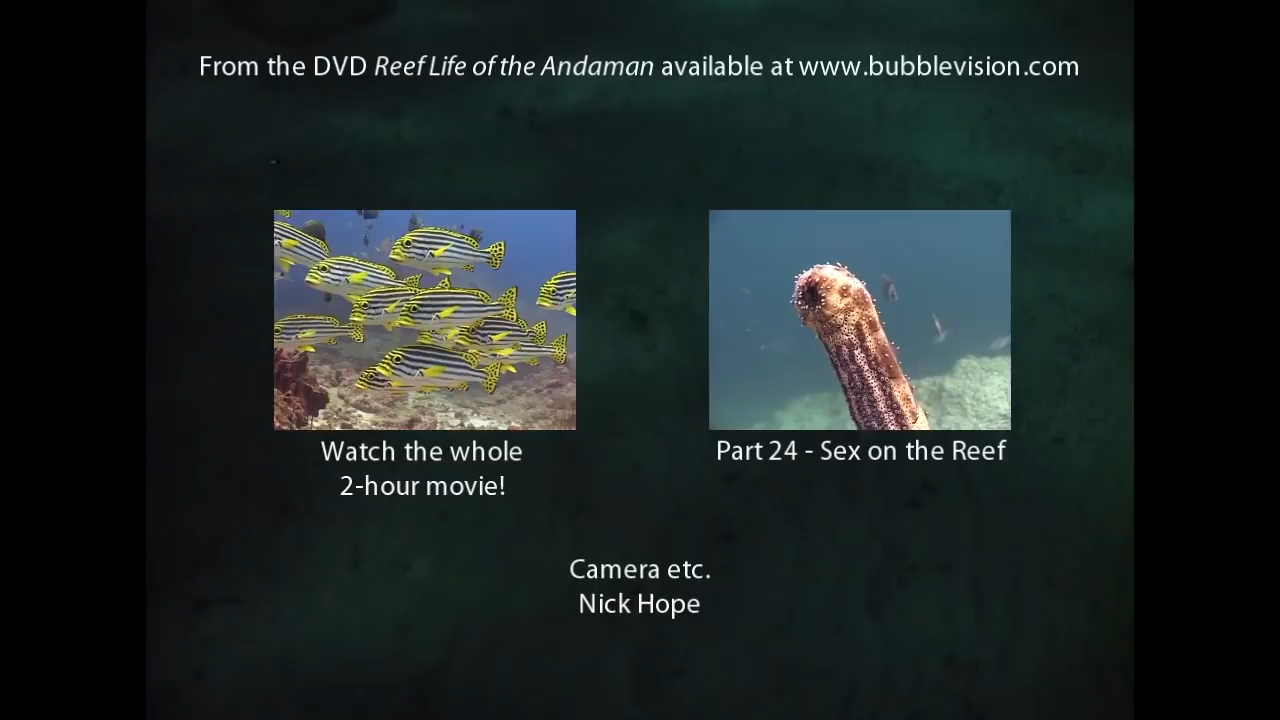 From the DVD Reef Life of the Andaman available at www.bubblevision.com
Watch the whole
2-hour movie!
Part 24 - Sex on the Reef
Camera etc.
Nick Hope